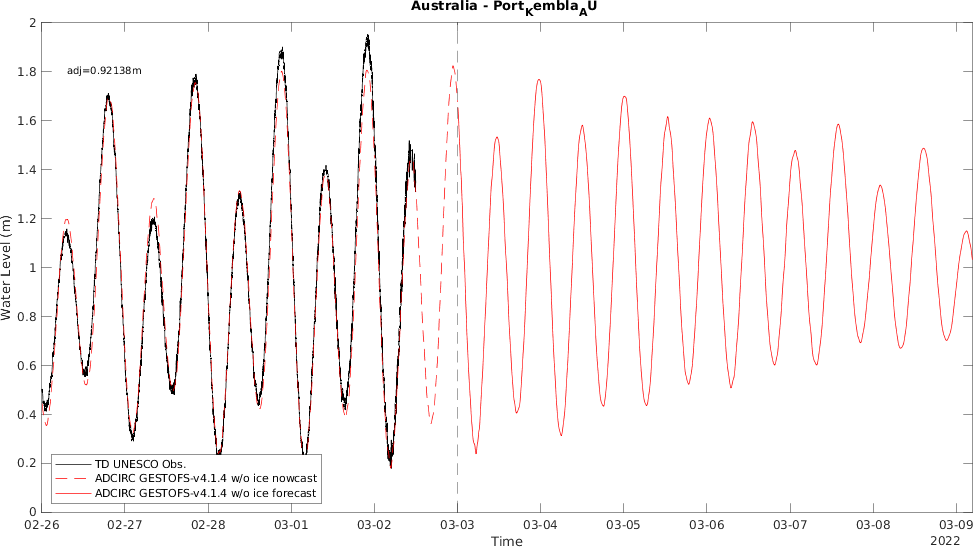 Australia - Port_Kembla_AU
2
1.8
1.6
1.4
1.2
1
0.8
0.6
0.4
0.2
0
Water Level (m)
adj=0.92138m
TD UNESCO Obs.
ADCIRC GESTOFS-v4.1.4 w/o ice nowcast
ADCIRC GESTOFS-v4.1.4 w/o ice forecast
02-26 02-27 02-28 03-01 03-02 03-03 03-04 03-05 03-06 03-07 03-08 03-09
Time 2022